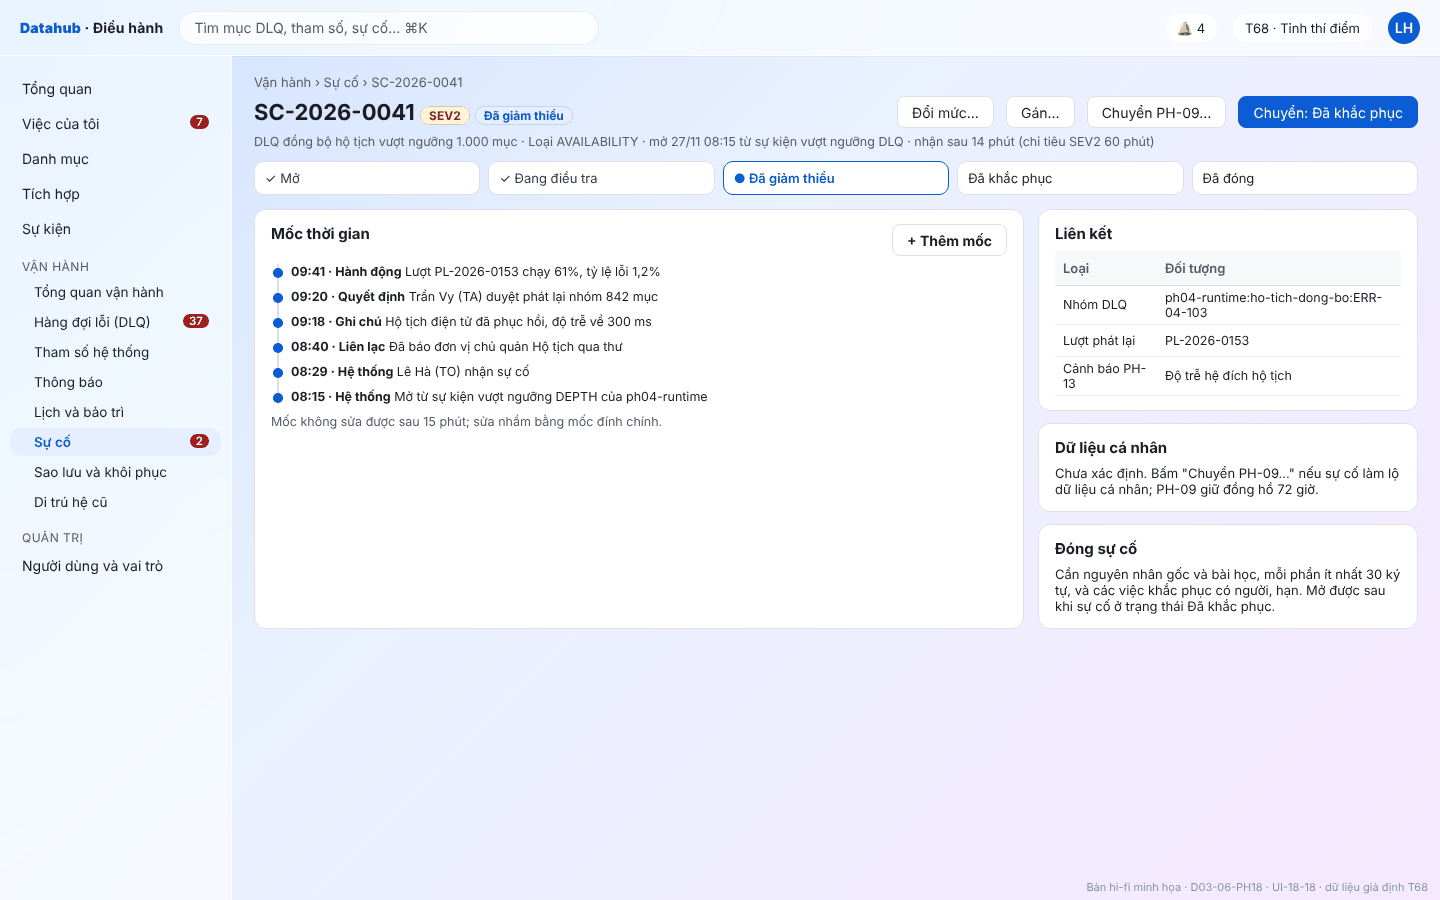 Datahub · Điều hành
Tìm mục DLQ, tham số, sự cố... ⌘K
4
T68 · Tỉnh thí điểm
LH
Tổng quan
Việc của tôi
7
Danh mục
Tích hợp
Sự kiện
VẬN HÀNH
Tổng quan vận hành
Hàng đợi lỗi (DLQ)
37
Tham số hệ thống
Thông báo
Lịch và bảo trì
Sự cố
2
Sao lưu và khôi phục
Di trú hệ cũ
QUẢN TRỊ
Người dùng và vai trò
Vận hành › Sự cố › SC-2026-0041
SC-2026-0041 SEV2 Đã giảm thiểu
Đổi mức...
Gán...
Chuyển PH-09...
Chuyển: Đã khắc phục
DLQ đồng bộ hộ tịch vượt ngưỡng 1.000 mục · Loại AVAILABILITY · mở 27/11 08:15 từ sự kiện vượt ngưỡng DLQ · nhận sau 14 phút (chỉ tiêu SEV2 60 phút)
✓ Mở
✓ Đang điều tra
● Đã giảm thiểu
Đã khắc phục
Đã đóng
Mốc thời gian
+ Thêm mốc
09:41 · Hành động Lượt PL-2026-0153 chạy 61%, tỷ lệ lỗi 1,2%
09:20 · Quyết định Trần Vy (TA) duyệt phát lại nhóm 842 mục
09:18 · Ghi chú Hộ tịch điện tử đã phục hồi, độ trễ về 300 ms
08:40 · Liên lạc Đã báo đơn vị chủ quản Hộ tịch qua thư
08:29 · Hệ thống Lê Hà (TO) nhận sự cố
08:15 · Hệ thống Mở từ sự kiện vượt ngưỡng DEPTH của ph04-runtime
Mốc không sửa được sau 15 phút; sửa nhầm bằng mốc đính chính.
Liên kết
Loại
Đối tượng
Nhóm DLQ
ph04-runtime:ho-tich-dong-bo:ERR-
04-103
Lượt phát lại
PL-2026-0153
Cảnh báo PH-
13
Độ trễ hệ đích hộ tịch
Dữ liệu cá nhân
Chưa xác định. Bấm "Chuyển PH-09..." nếu sự cố làm lộ
dữ liệu cá nhân; PH-09 giữ đồng hồ 72 giờ.
Đóng sự cố
Cần nguyên nhân gốc và bài học, mỗi phần ít nhất 30 ký
tự, và các việc khắc phục có người, hạn. Mở được sau
khi sự cố ở trạng thái Đã khắc phục.
Bản hi-fi minh họa · D03-06-PH18 · UI-18-18 · dữ liệu giả định T68